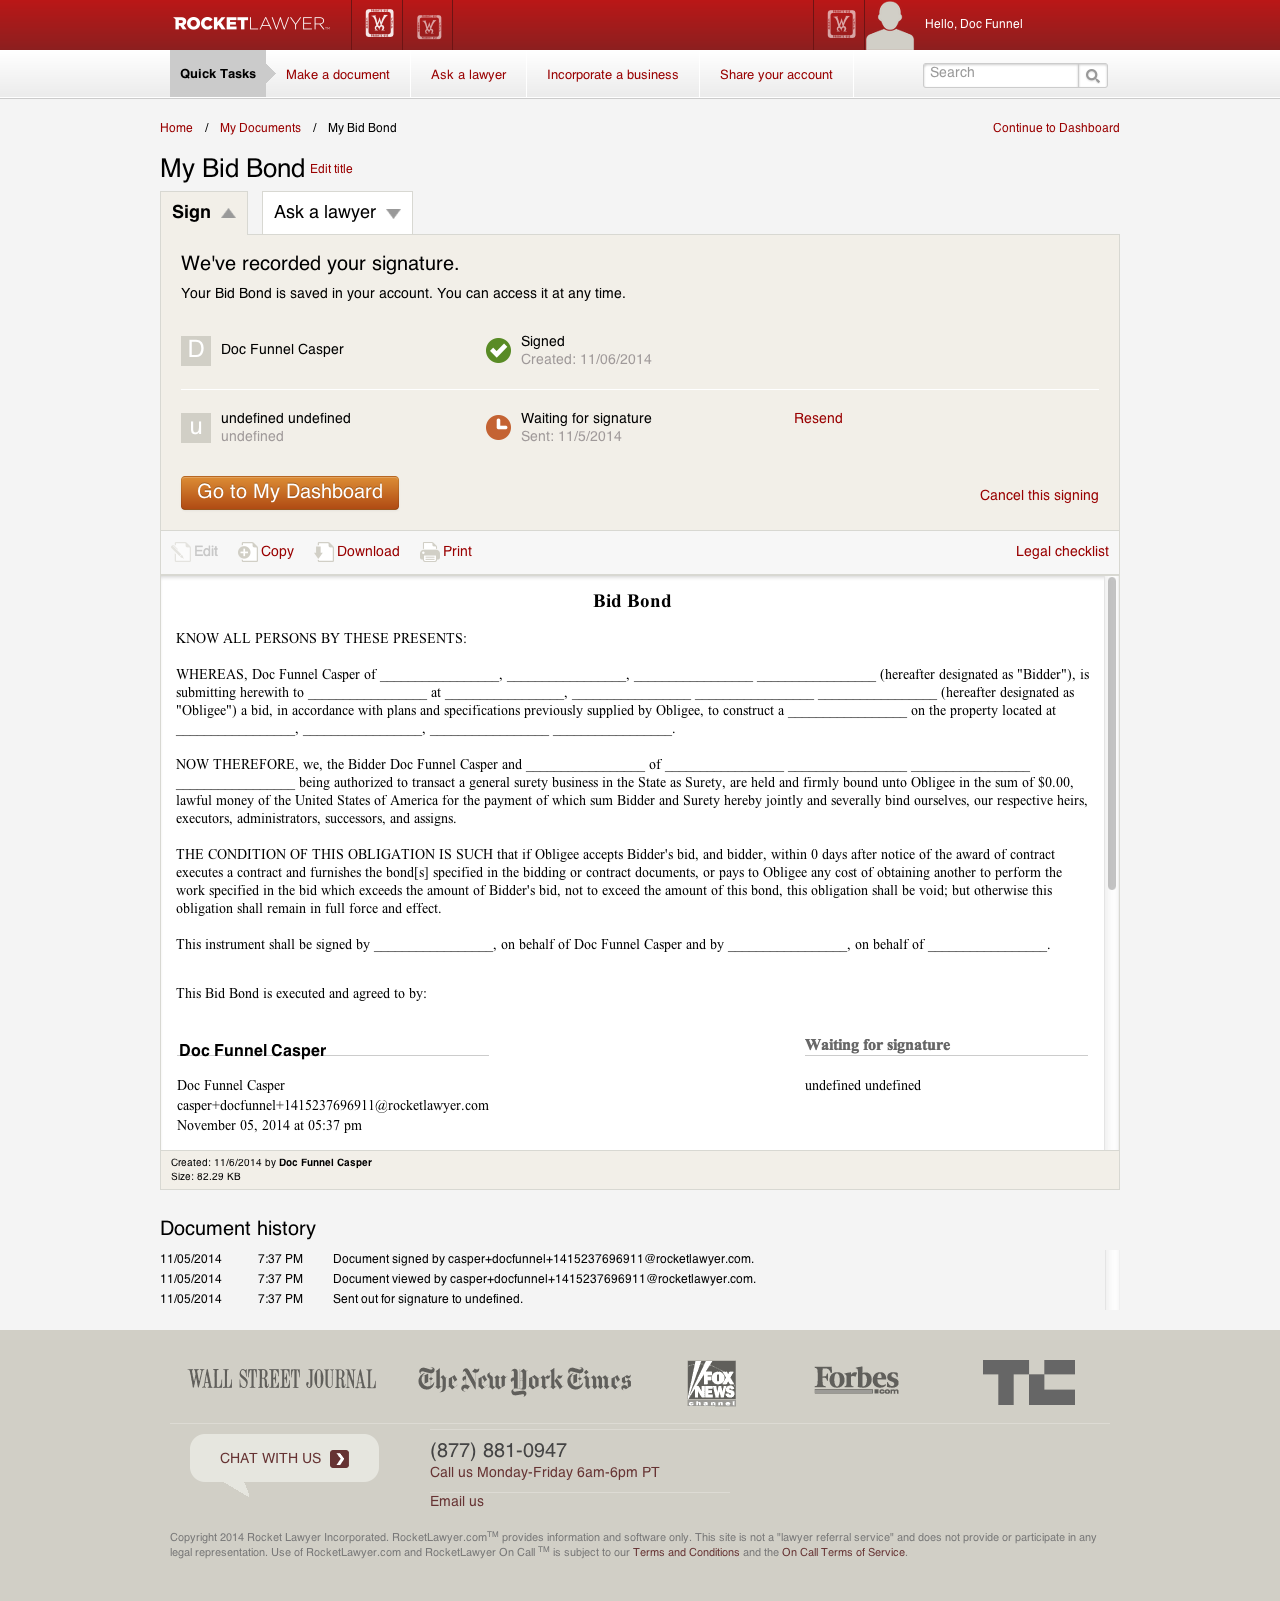 ROCKETLAWYER
Hello, Doc Funnel
Quick Tasks
Make a document
Ask a lawyer
Incorporate a business
Share your account
Search
Home / My Documents / My Bid Bond
Continue to Dashboard
My Bid Bond Edit title
Sign
Ask a lawyer
We've recorded your signature.
Your Bid Bond is saved in your account. You can access it at any time.
D Doc Funnel Casper
Signed
Created: 11/06/2014
u undefined undefined
undefined
Waiting for signature
Sent: 11/5/2014
Resend
Go to My Dashboard
Cancel this signing
Edit Copy Download Print
Legal checklist
Bid Bond
KNOW ALL PERSONS BY THESE PRESENTS:
WHEREAS, Doc Funnel Casper of _________________, _________________, _________________ _________________ (hereafter designated as "Bidder"), is
submitting herewith to _________________ at _________________, _________________ _________________ _________________ (hereafter designated as
"Obligee") a bid, in accordance with plans and specifications previously supplied by Obligee, to construct a _________________ on the property located at
_________________, _________________, _________________ _________________.
NOW THEREFORE, we, the Bidder Doc Funnel Casper and _________________ of _________________ _________________ _________________
_________________ being authorized to transact a general surety business in the State as Surety, are held and firmly bound unto Obligee in the sum of $0.00,
lawful money of the United States of America for the payment of which sum Bidder and Surety hereby jointly and severally bind ourselves, our respective heirs,
executors, administrators, successors, and assigns.
THE CONDITION OF THIS OBLIGATION IS SUCH that if Obligee accepts Bidder's bid, and bidder, within 0 days after notice of the award of contract
executes a contract and furnishes the bond[s] specified in the bidding or contract documents, or pays to Obligee any cost of obtaining another to perform the
work specified in the bid which exceeds the amount of Bidder's bid, not to exceed the amount of this bond, this obligation shall be void; but otherwise this
obligation shall remain in full force and effect.
This instrument shall be signed by _________________, on behalf of Doc Funnel Casper and by _________________, on behalf of _________________.
This Bid Bond is executed and agreed to by:
Doc Funnel Casper
Waiting for signature
Doc Funnel Casper
undefined undefined
casper+docfunnel+1415237696911@rocketlawyer.com
November 05, 2014 at 05:37 pm
Created: 11/6/2014 by Doc Funnel Casper
Size: 82.29 KB
Document history
11/05/2014 7:37 PM Document signed by casper+docfunnel+1415237696911@rocketlawyer.com.
11/05/2014 7:37 PM Document viewed by casper+docfunnel+1415237696911@rocketlawyer.com.
11/05/2014 7:37 PM Sent out for signature to undefined.
WALL STREET JOURNAL
The New York Times
FOX
NEWS
channel
Forbes
.com
TC
CHAT WITH US
(877) 881-0947
Call us Monday-Friday 6am-6pm PT
Email us
Copyright 2014 Rocket Lawyer Incorporated. RocketLawyer.comTM provides information and software only. This site is not a "lawyer referral service" and does not provide or participate in any
legal representation. Use of RocketLawyer.com and RocketLawyer On Call TM is subject to our Terms and Conditions and the On Call Terms of Service.